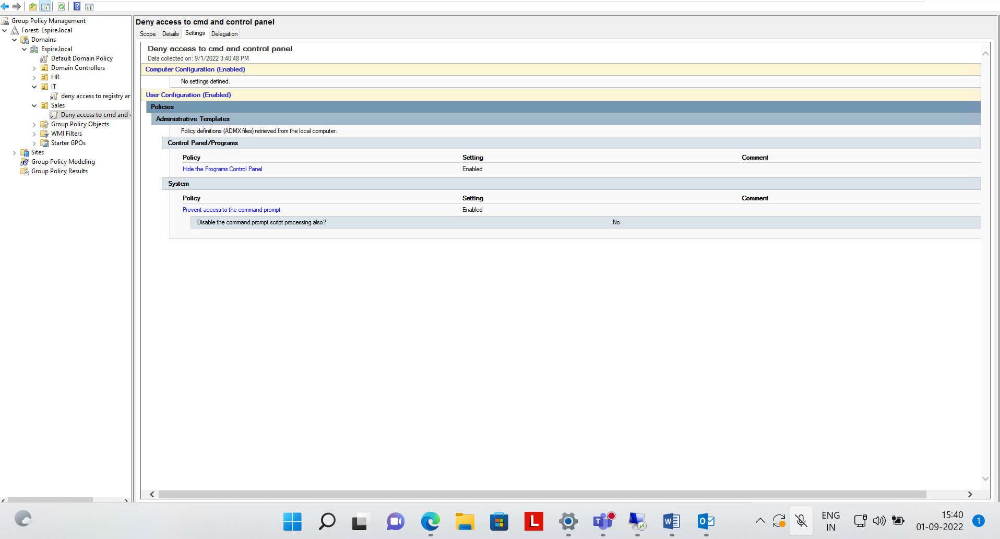 Group Policy Management
Forest: Espire.local
Domains
Espire.local
Default Domain Policy
Domain Controllers
HR
IT
deny access to registry an
Sales
Deny access to cmd and
Group Policy Objects
WMI Filters
Starter GPOs
Sites
Group Policy Modeling
Group Policy Results
Deny access to cmd and control panel
Scope Details Settings Delegation
Deny access to cmd and control panel
Data collected on: 9/1/2022 3:40:48 PM
Computer Configuration (Enabled)
No settings defined.
User Configuration (Enabled)
Policies
Administrative Templates
Policy definitions (ADMX files) retrieved from the local computer.
Control Panel/Programs
Policy Setting Comment
Hide the Programs Control Panel Enabled
System
Policy Setting Comment
Prevent access to the command prompt Enabled
Disable the command prompt script processing also? No
L
T
W
O
ENG
IN
15:40
01-09-2022
1